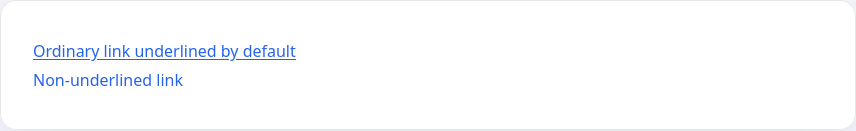 Ordinary link underlined by default
Non-underlined link